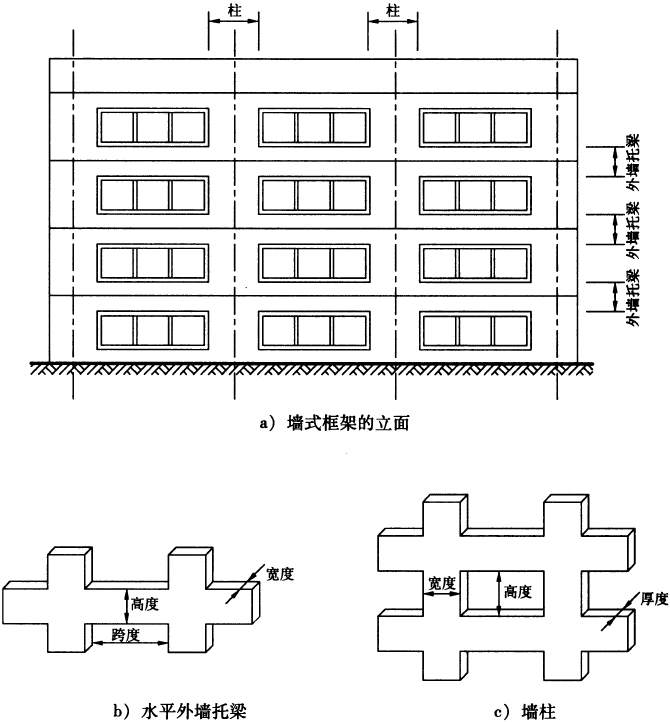 柱
柱
外墙托梁
外墙托梁
外墙托梁
a）墙式框架的立面
宽度
高度
跨度
b）水平外墙托梁
宽度
高度
厚度
c）墙柱